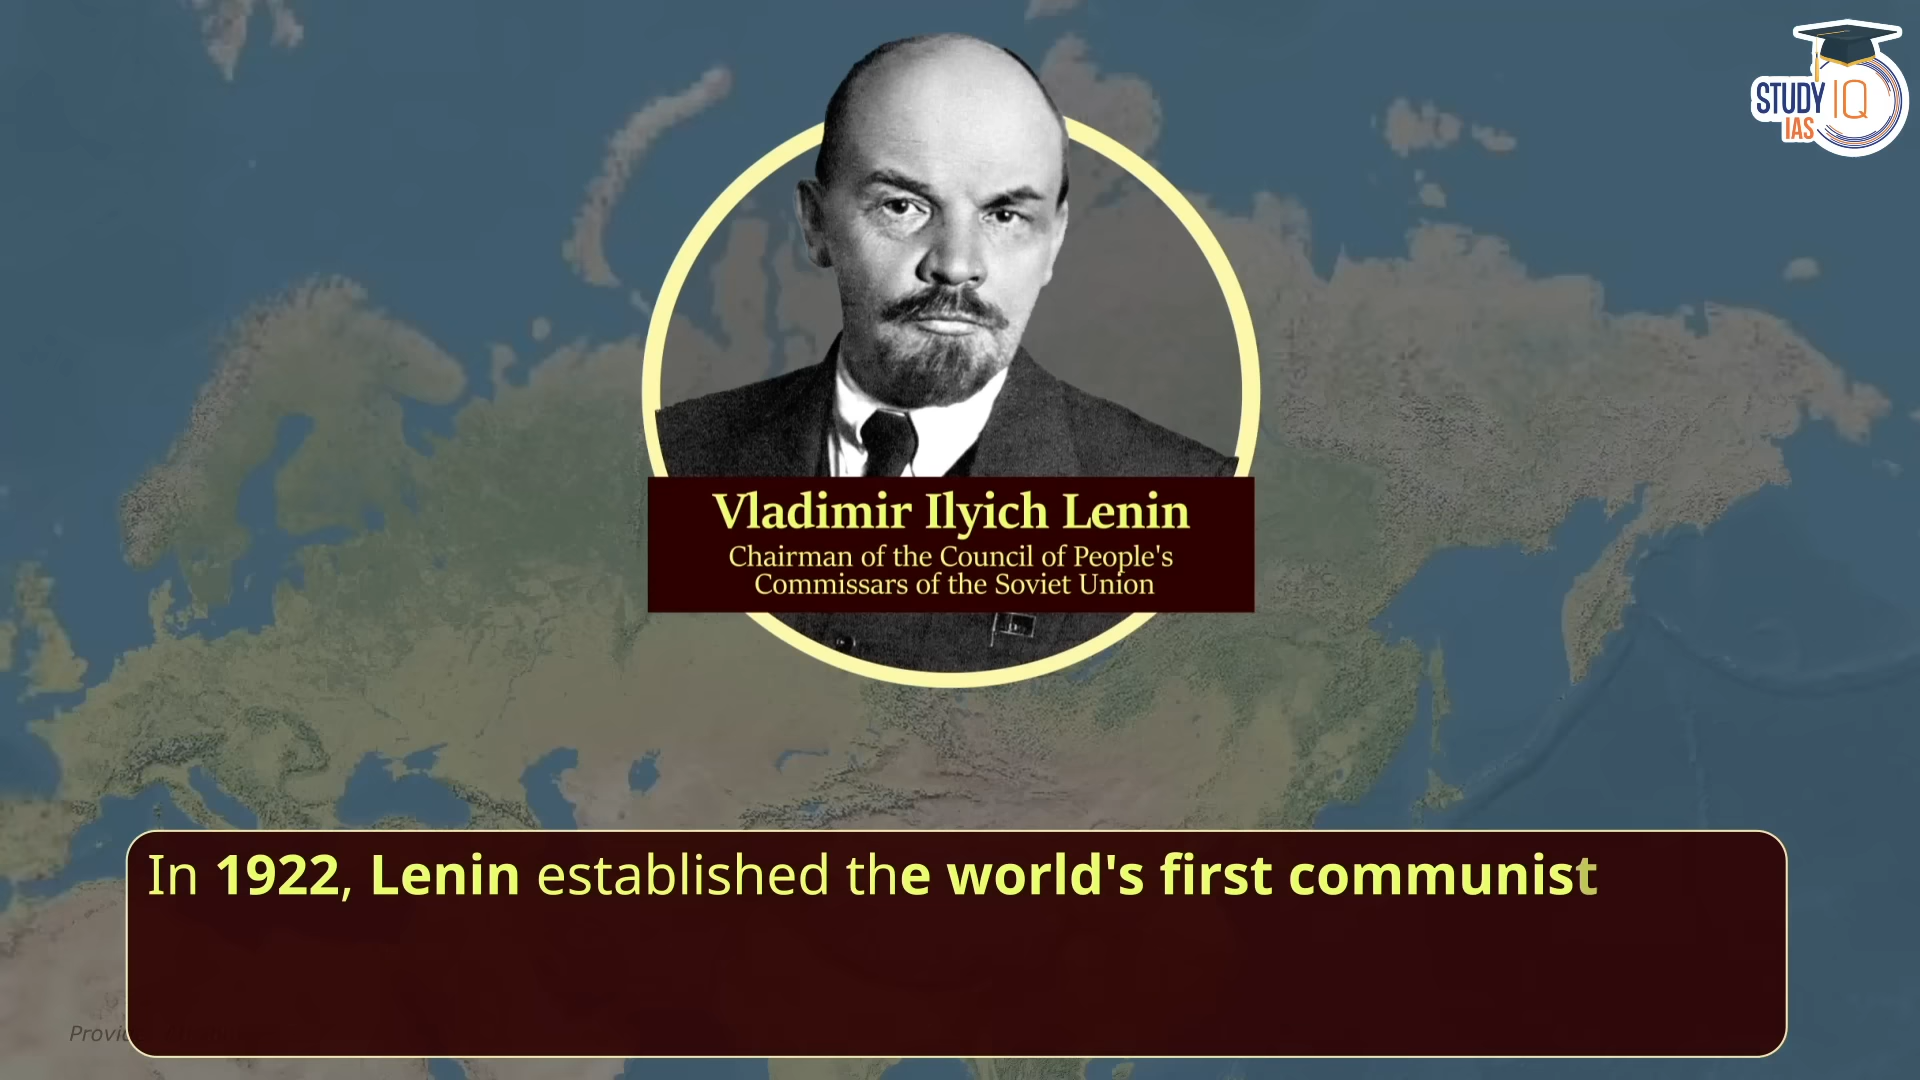 STUDY IQ
IAS
Vladimir Ilyich Lenin
Chairman of the Council of People's
Commissars of the Soviet Union
In 1922, Lenin established the world's first communist